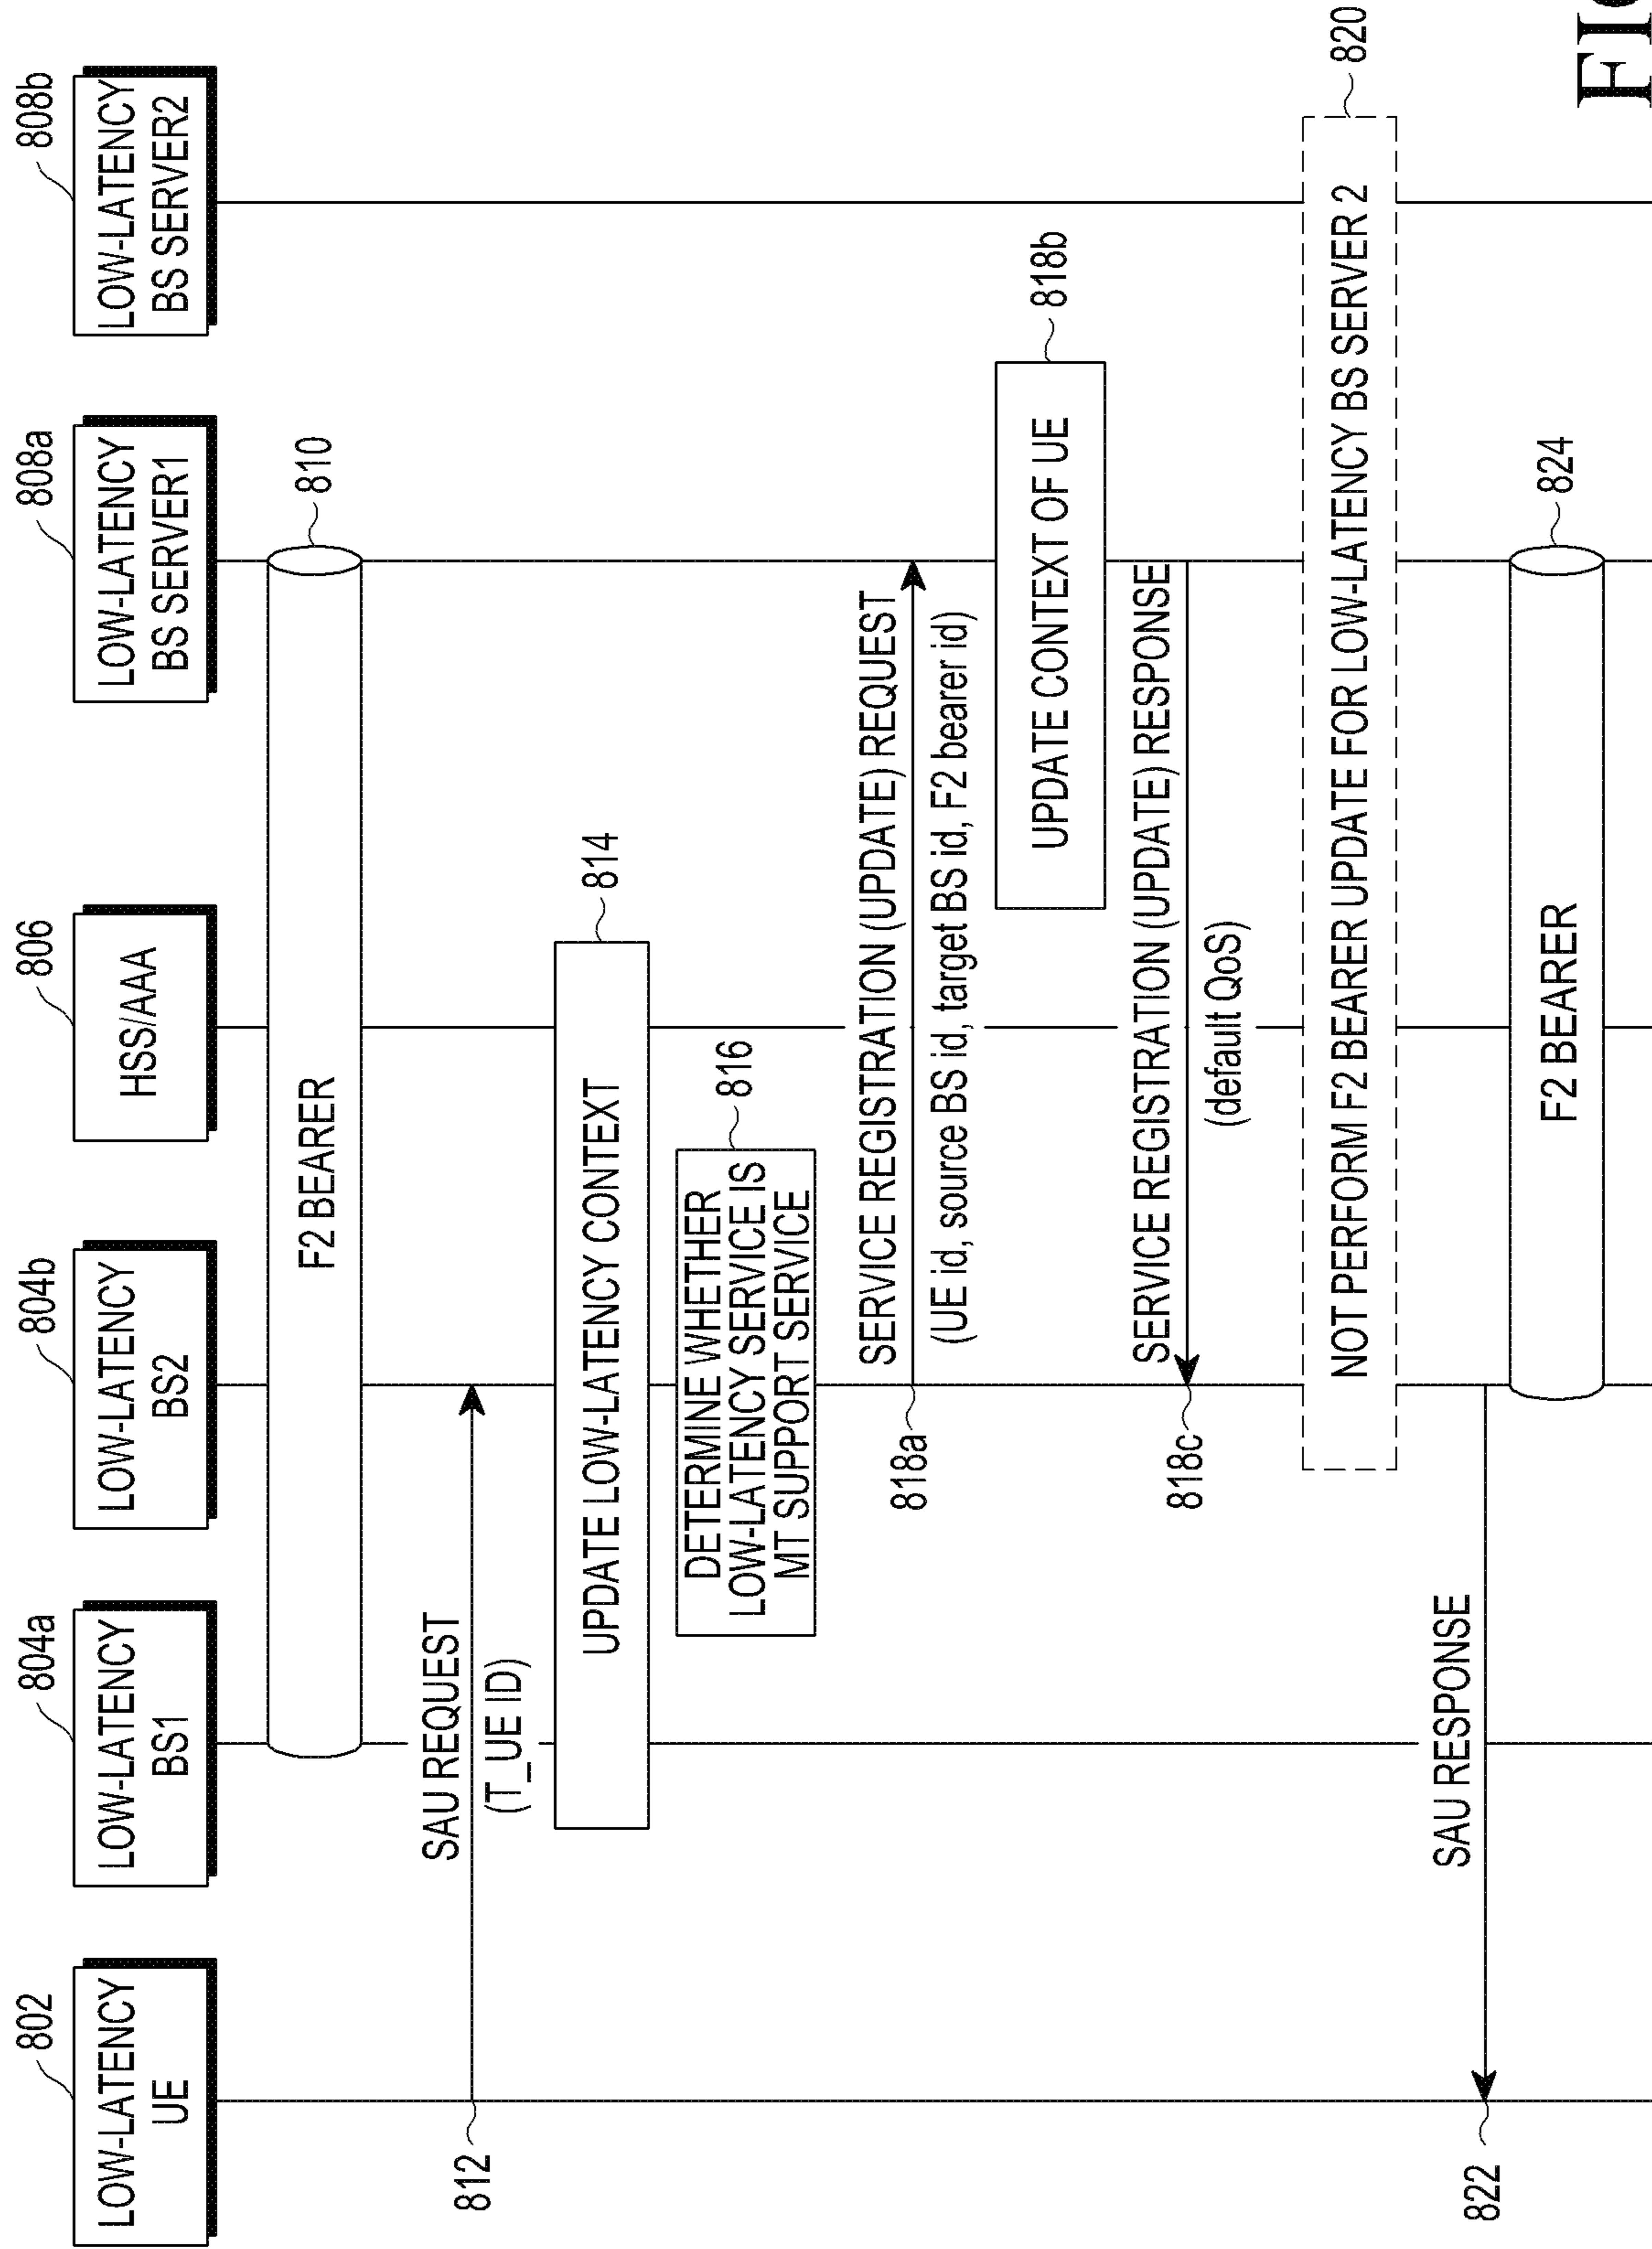 802
804a
804b
806
808a
808b
LOW-LATENCY
UE
LOW-LATENCY
BS1
LOW-LATENCY
BS2
HSS/AAA
LOW-LATENCY
BS SERVER1
LOW-LATENCY
BS SERVER2
F2 BEARER
810
SAU REQUEST
(T_UE ID)
812
UPDATE LOW-LATENCY CONTEXT
814
DETERMINE WHETHER
LOW-LATENCY SERVICE IS
MT SUPPORT SERVICE
816
SERVICE REGISTRATION (UPDATE) REQUEST
(UE id, source BS id, target BS id, F2 bearer id)
818a
UPDATE CONTEXT OF UE
818b
SERVICE REGISTRATION (UPDATE) RESPONSE
(default QoS)
818c
NOT PERFORM F2 BEARER UPDATE FOR LOW-LATENCY BS SERVER 2
820
SAU RESPONSE
822
F2 BEARER
824